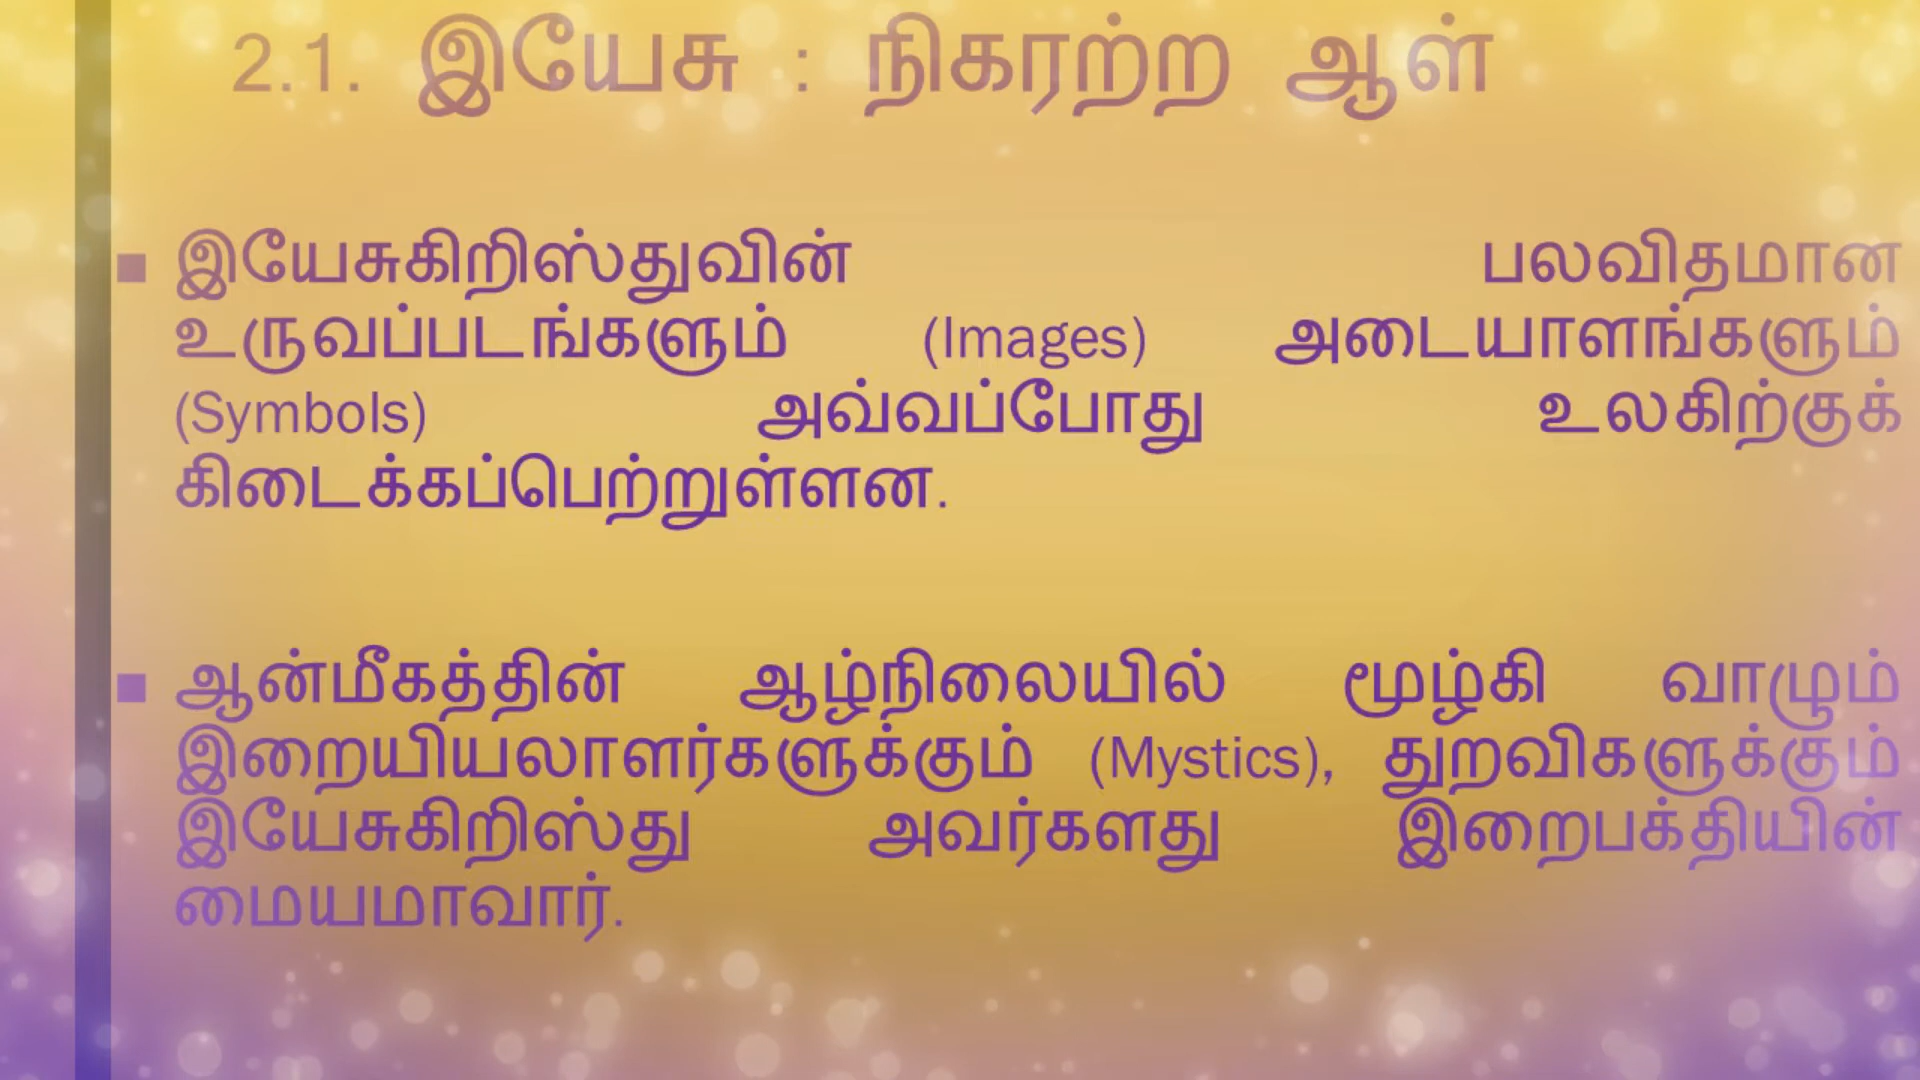 2.1. இயேசு : நிகரற்ற ஆள்
▪ இயேசுகிறிஸ்துவின் பலவிதமான
உருவப்படங்களும் (Images) அடையாளங்களும்
(Symbols) அவ்வப்போது உலகிற்குக்
கிடைக்கப்பெற்றுள்ளன.
▪ ஆன்மீகத்தின் ஆழ்நிலையில் மூழ்கி வாழும்
இறையியலாளர்களுக்கும் (Mystics), துறவிகளுக்கும்
இயேசுகிறிஸ்து அவர்களது இறைபக்தியின்
மையமாவார்.